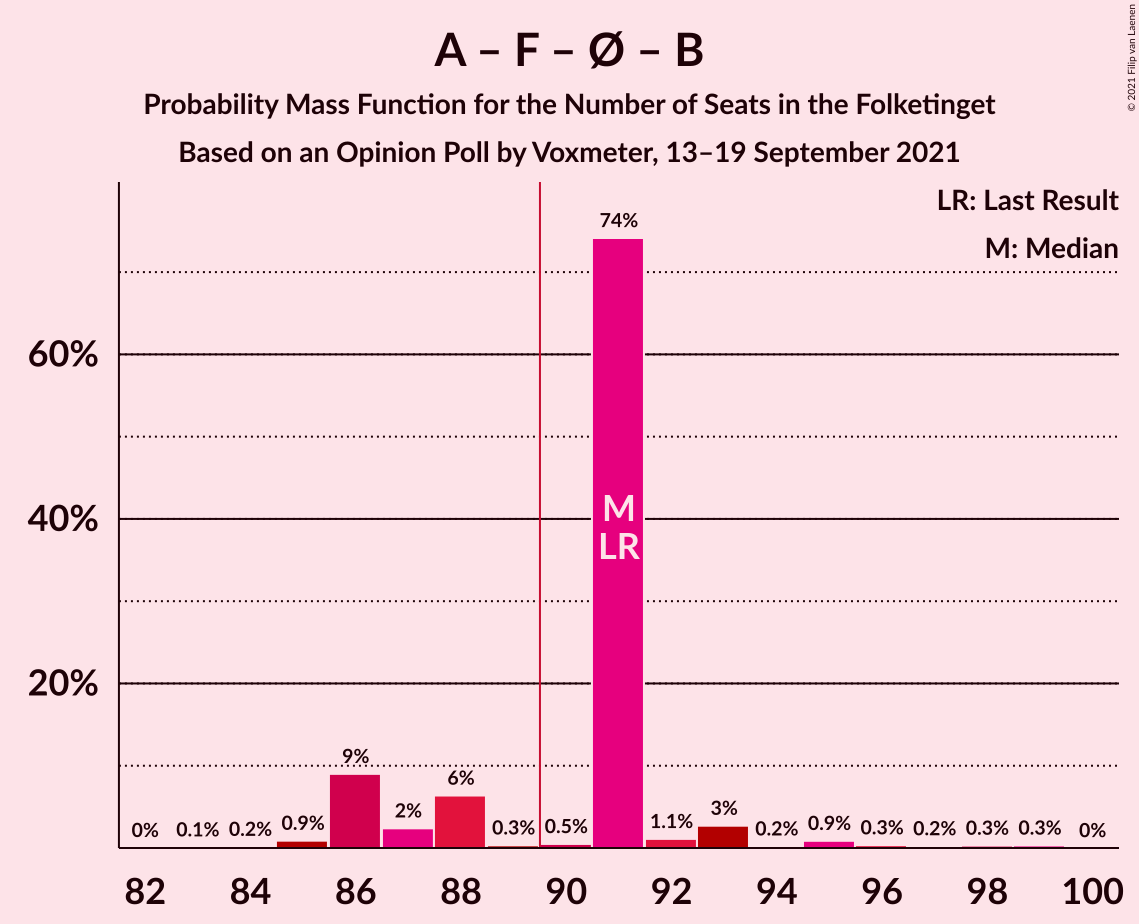 A – F – Ø – B
Probability Mass Function for the Number of Seats in the Folketinget
Based on an Opinion Poll by Voxmeter, 13–19 September 2021
© 2021 Filip van Laenen
LR: Last Result
M: Median
60%
40%
20%
0%
0.1%
0.2%
0.9%
9%
2%
6%
0.3%
0.5%
74%
M
LR
1.1%
3%
0.2%
0.9%
0.3%
0.2%
0.3%
0.3%
0%
82 84 86 88 90 92 94 96 98 100